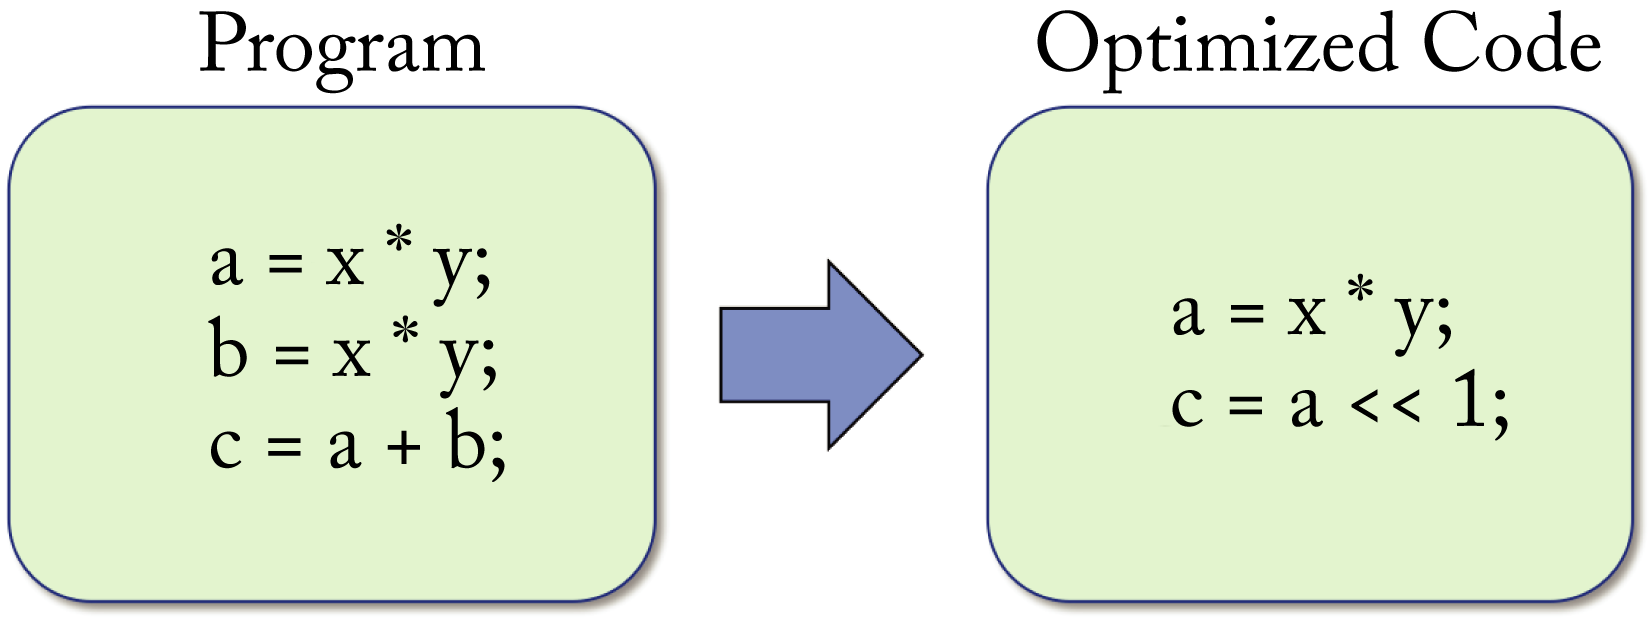 Program
a = x * y;
b = x * y;
c = a + b;
Optimized Code
a = x * y;
c = a << 1;